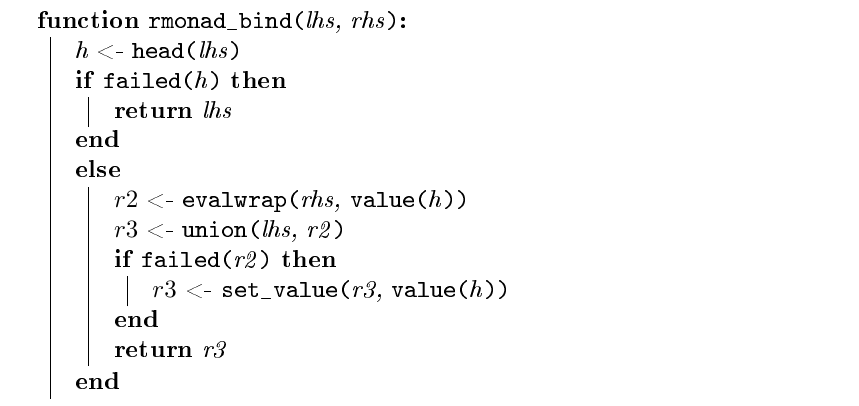 function rmonad_bind(lhs, rhs):
h <- head(lhs)
if failed(h) then
return lhs
end
else
r2 <- evalwrap(rhs, value(h))
r3 <- union(lhs, r2)
if failed(r2) then
r3 <- set_value(r3, value(h))
end
return r3
end